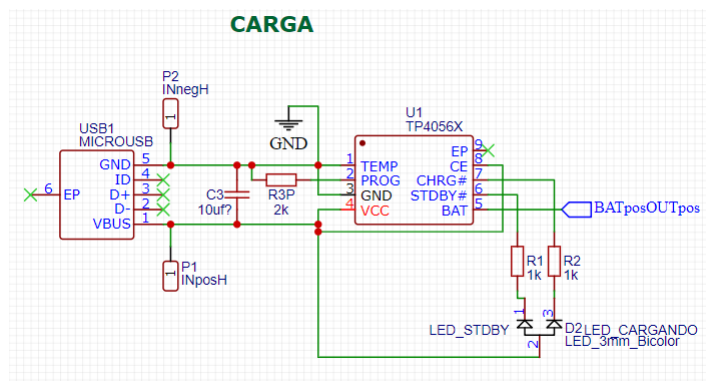 CARGA
P2
INnegH
1
USB1
MICROUSB
GND 5
ID 4
D+ 3
D- 2
VBUS 1
6 EP
C3
10uf?
R3P
2k
GND
U1
TP4056X
1 TEMP
2 PROG
3 GND
4 VCC
EP 9
CE 8
CHRG# 7
STDBY# 6
BAT 5
BATposOUTpos
P1
INposH
1
R1
1k
R2
1k
1
3
2
LED_STDBY
D2
LED_CARGANDO
LED_3mm_Bicolor